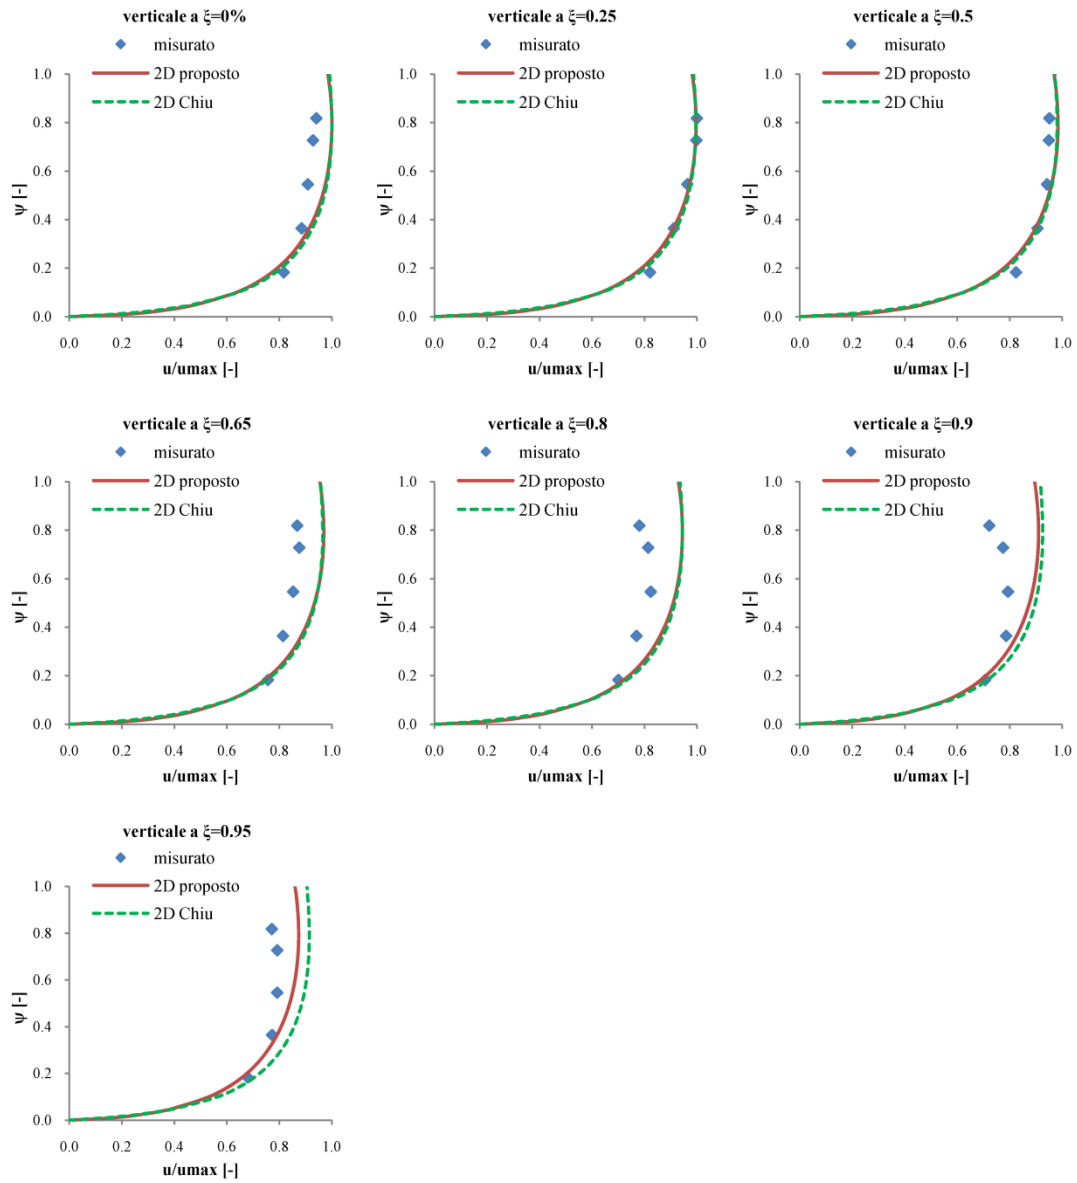 verticale a ξ=0%
misurato
2D proposto
2D Chiu
1.0
0.8
0.6
0.4
0.2
0.0
ψ [-]
0.0 0.2 0.4 0.6 0.8 1.0
u/umax [-]
verticale a ξ=0.25
misurato
2D proposto
2D Chiu
1.0
0.8
0.6
0.4
0.2
0.0
ψ [-]
0.0 0.2 0.4 0.6 0.8 1.0
u/umax [-]
verticale a ξ=0.5
misurato
2D proposto
2D Chiu
1.0
0.8
0.6
0.4
0.2
0.0
ψ [-]
0.0 0.2 0.4 0.6 0.8 1.0
u/umax [-]
verticale a ξ=0.65
misurato
2D proposto
2D Chiu
1.0
0.8
0.6
0.4
0.2
0.0
ψ [-]
0.0 0.2 0.4 0.6 0.8 1.0
u/umax [-]
verticale a ξ=0.8
misurato
2D proposto
2D Chiu
1.0
0.8
0.6
0.4
0.2
0.0
ψ [-]
0.0 0.2 0.4 0.6 0.8 1.0
u/umax [-]
verticale a ξ=0.9
misurato
2D proposto
2D Chiu
1.0
0.8
0.6
0.4
0.2
0.0
ψ [-]
0.0 0.2 0.4 0.6 0.8 1.0
u/umax [-]
verticale a ξ=0.95
misurato
2D proposto
2D Chiu
1.0
0.8
0.6
0.4
0.2
0.0
ψ [-]
0.0 0.2 0.4 0.6 0.8 1.0
u/umax [-]